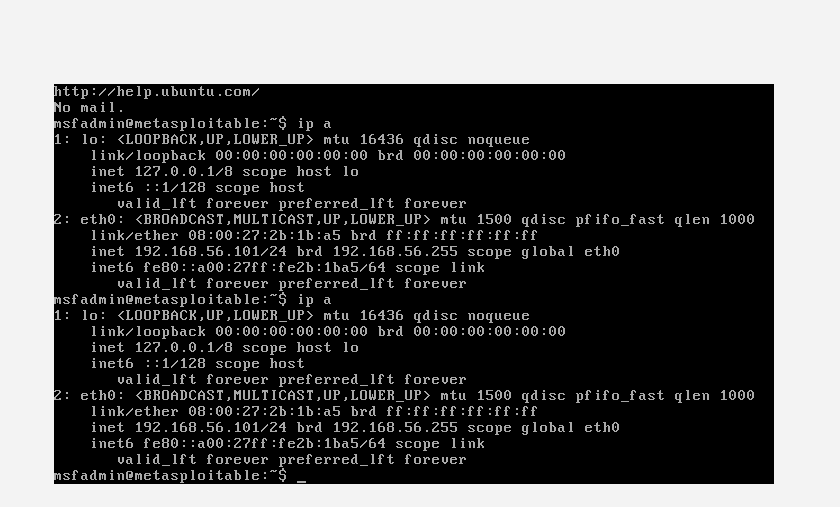 http://help.ubuntu.com/
No mail.
msfadmin@metasploitable:~$ ip a
1: lo: <LOOPBACK,UP,LOWER_UP> mtu 16436 qdisc noqueue
    link/loopback 00:00:00:00:00:00 brd 00:00:00:00:00:00
    inet 127.0.0.1/8 scope host lo
    inet6 ::1/128 scope host
       valid_lft forever preferred_lft forever
2: eth0: <BROADCAST,MULTICAST,UP,LOWER_UP> mtu 1500 qdisc pfifo_fast qlen 1000
    link/ether 08:00:27:2b:1b:a5 brd ff:ff:ff:ff:ff:ff
    inet 192.168.56.101/24 brd 192.168.56.255 scope global eth0
    inet6 fe80::a00:27ff:fe2b:1ba5/64 scope link
       valid_lft forever preferred_lft forever
msfadmin@metasploitable:~$ ip a
1: lo: <LOOPBACK,UP,LOWER_UP> mtu 16436 qdisc noqueue
    link/loopback 00:00:00:00:00:00 brd 00:00:00:00:00:00
    inet 127.0.0.1/8 scope host lo
    inet6 ::1/128 scope host
       valid_lft forever preferred_lft forever
2: eth0: <BROADCAST,MULTICAST,UP,LOWER_UP> mtu 1500 qdisc pfifo_fast qlen 1000
    link/ether 08:00:27:2b:1b:a5 brd ff:ff:ff:ff:ff:ff
    inet 192.168.56.101/24 brd 192.168.56.255 scope global eth0
    inet6 fe80::a00:27ff:fe2b:1ba5/64 scope link
       valid_lft forever preferred_lft forever
msfadmin@metasploitable:~$ _